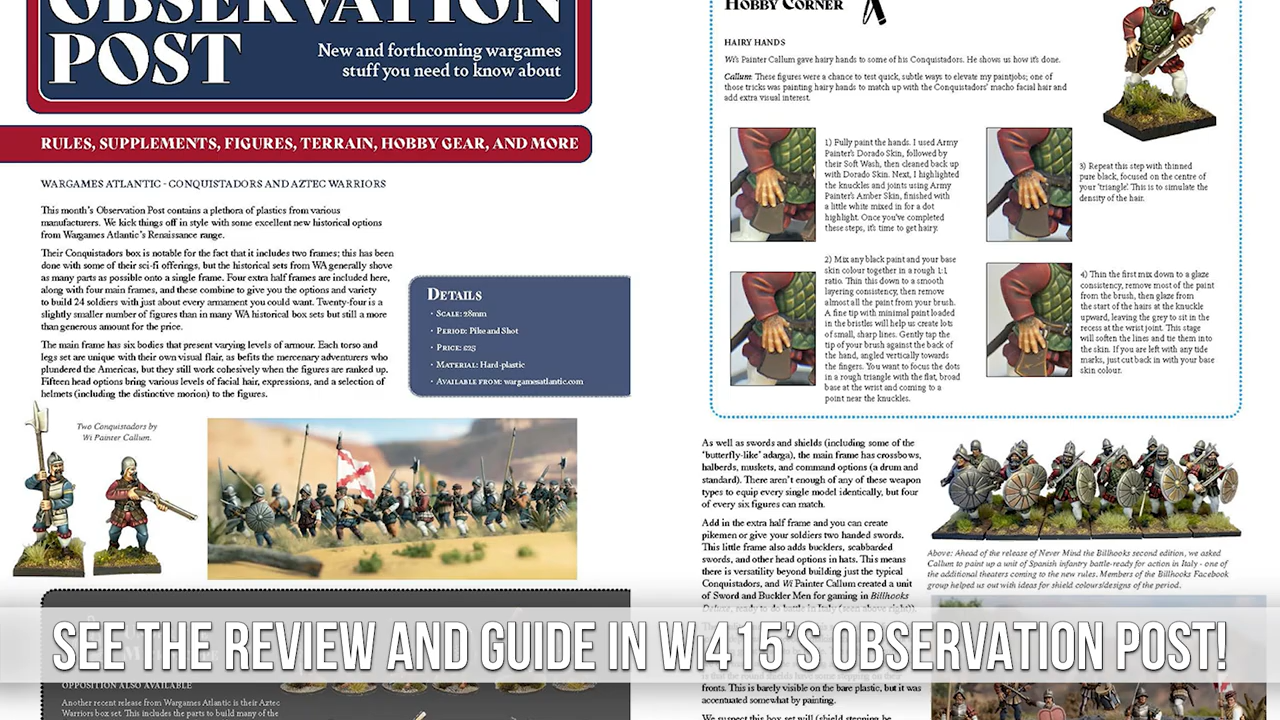 OBSERVATION
POST
New and forthcoming wargames
stuff you need to know about
RULES, SUPPLEMENTS, FIGURES, TERRAIN, HOBBY GEAR, AND MORE
WARGAMES ATLANTIC - CONQUISTADORS AND AZTEC WARRIORS
This month's Observation Post contains a plethora of plastics from various
manufacturers. We kick things off in style with some excellent new historical options
from Wargames Atlantic's Renaissance range.
Their Conquistadors box is notable for the fact that it includes two frames; this has been
done with some of their sci-fi offerings, but the historical sets from WA generally shove
as many parts as possible onto a single frame. Four extra half frames are included here,
along with four main frames, and these combine to give you the options and variety
to build 24 soldiers with just about every armament you could want. Twenty-four is a
slightly smaller number of figures than in many WA historical box sets but still a more
than generous amount for the price.
The main frame has six bodies that present varying levels of armour. Each torso and
legs set are unique with their own visual flair, as befits the mercenary adventurers who
plundered the Americas, but they still work cohesively when the figures are ranked up.
Fifteen head options bring various levels of facial hair, expressions, and a selection of
helmets (including the distinctive morion) to the figures.
DETAILS
• SCALE: 28mm
• PERIOD: Pike and Shot
• PRICE: £25
• MATERIAL: Hard-plastic
• AVAILABLE FROM: wargamesatlantic.com
Two Conquistadors by
Wi Painter Callum.
OPPOSITION ALSO AVAILABLE
Another recent release from Wargames Atlantic is their Aztec
Warriors box set. This includes the parts to build many of the
HOBBY CORNER
HAIRY HANDS
Wi's Painter Callum gave hairy hands to some of his Conquistadors. He shows us how it's done.
Callum: These figures were a chance to test quick, subtle ways to elevate my paintjobs; one of
those tricks was painting hairy hands to match up with the Conquistadors' macho facial hair and
add extra visual interest.
1) Fully paint the hands. I used Army
Painter's Dorado Skin, followed by
their Soft Wash, then cleaned back up
with Dorado Skin. Next, I highlighted
the knuckles and joints using Army
Painter's Amber Skin, finished with
a little white mixed in for a dot
highlight. Once you've completed
these steps, it's time to get hairy.
2) Mix any black paint and your base
skin colour together in a rough 1:1
ratio. Thin this down to a smooth
layering consistency, then remove
almost all the paint from your brush.
A fine tip with minimal paint loaded
in the bristles will help us create lots
of small, sharp lines. Gently tap the
tip of your brush against the back of
the hand, angled vertically towards
the fingers. You want to focus the dots
in a rough triangle with the flat, broad
base at the wrist and coming to a
point near the knuckles.
3) Repeat this step with thinned
pure black, focused on the centre of
your 'triangle'. This is to simulate the
density of the hair.
4) Thin the first mix down to a glaze
consistency, remove most of the paint
from the brush, then glaze from
the start of the hairs at the knuckle
upward, leaving the grey to sit in the
recess at the wrist joint. This stage
will soften the lines and tie them into
the skin. If you are left with any tide
marks, just cut back in with your base
skin colour.
As well as swords and shields (including some of the
'butterfly-like' adarga), the main frame has crossbows,
halberds, muskets, and command options (a drum and
standard). There aren't enough of any of these weapon
types to equip every single model identically, but four
of every six figures can match.
Add in the extra half frame and you can create
pikemen or give your soldiers two handed swords.
This little frame also adds bucklers, scabbarded
swords, and other head options in hats. This means
there is versatility beyond building just the typical
Conquistadors, and Wi Painter Callum created a unit
of Sword and Buckler Men for gaming in Billhooks
Deluxe, ready to do battle in Italy (seen above right).
fronts. This is barely visible on the bare plastic, but it was
accentuated somewhat by painting.
We suspect this box set will (shield stepping be
Above: Ahead of the release of Never Mind the Billhooks second edition, we asked
Callum to paint up a unit of Spanish infantry battle-ready for action in Italy - one of
the additional theaters coming to the new rules. Members of the Billhooks Facebook
group helped us out with ideas for shield colours/designs of the period.
SEE THE REVIEW AND GUIDE IN Wi415'S OBSERVATION POST!